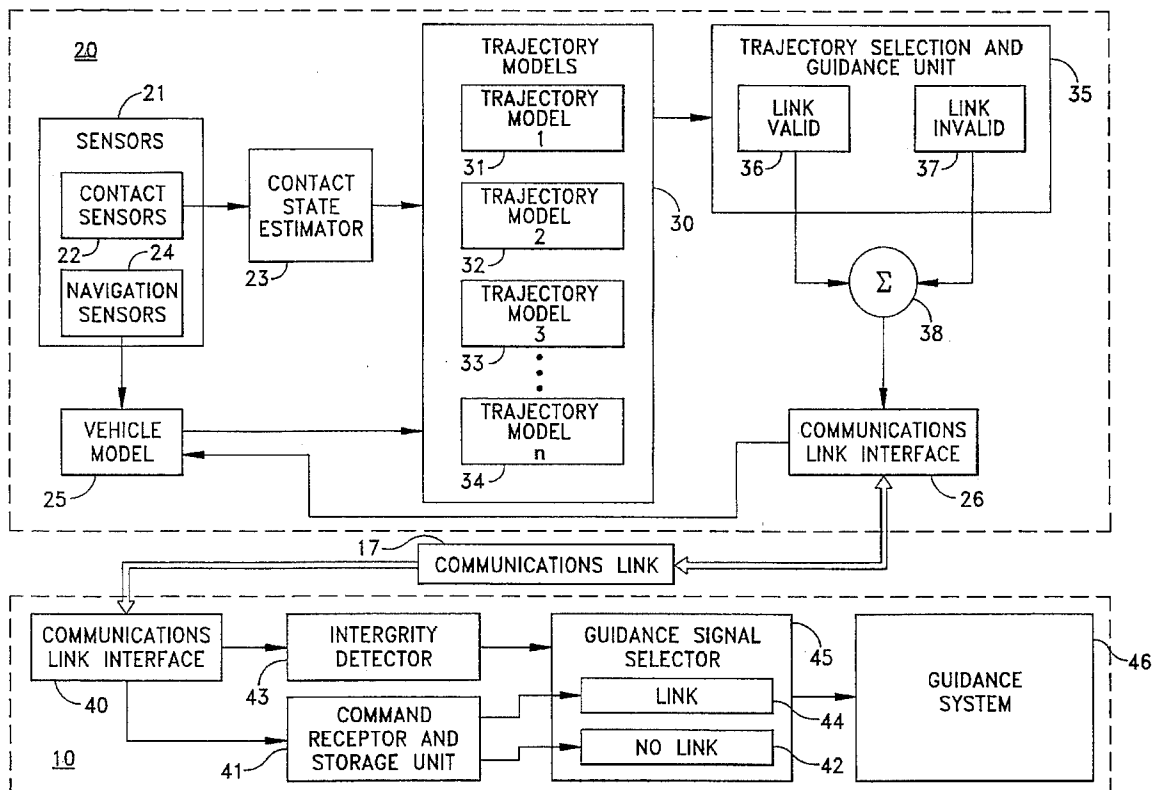 20
21
SENSORS
CONTACT
SENSORS
22
24
NAVIGATION
SENSORS
CONTACT
STATE
ESTIMATOR
23
VEHICLE
MODEL
25
TRAJECTORY
MODELS
TRAJECTORY
MODEL
1
31
TRAJECTORY
MODEL
2
32
TRAJECTORY
MODEL
3
33
TRAJECTORY
MODEL
n
34
30
TRAJECTORY SELECTION AND
GUIDANCE UNIT
35
LINK
VALID
36
LINK
INVALID
37
Σ
38
COMMUNICATIONS
LINK INTERFACE
26
17
COMMUNICATIONS LINK
COMMUNICATIONS
LINK INTERFACE
40
10
INTERGRITY
DETECTOR
43
COMMAND
RECEPTOR AND
STORAGE UNIT
41
GUIDANCE SIGNAL
SELECTOR
45
LINK
44
NO LINK
42
GUIDANCE
SYSTEM
46